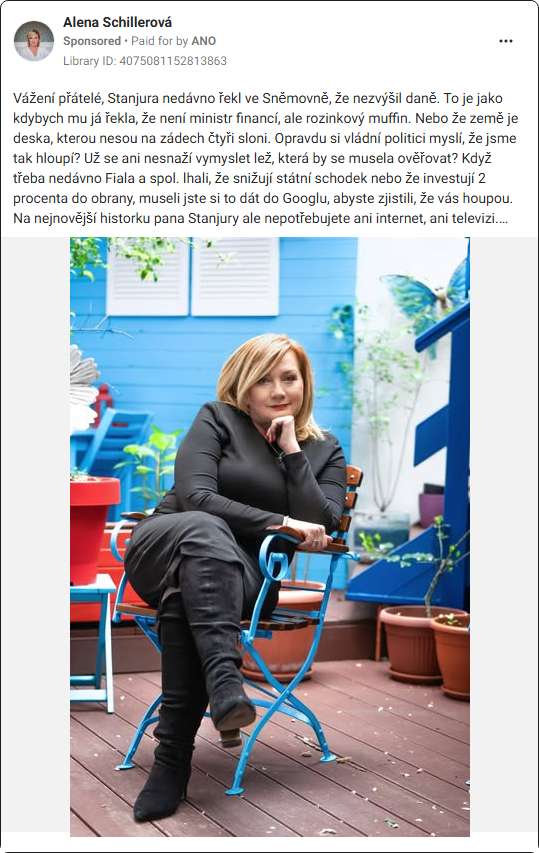 Alena Schillerová
Sponsored • Paid for by ANO
Library ID: 4075081152813863
Vážení přátelé, Stanjura nedávno řekl ve Sněmovně, že nezvýšil daně. To je jako
kdybych mu já řekla, že není ministr financí, ale rozinkový muffin. Nebo že země je
deska, kterou nesou na zádech čtyři sloni. Opravdu si vládní politici myslí, že jsme
tak hloupí? Už se ani nesnaží vymyslet lež, která by se musela ověřovat? Když
třeba nedávno Fiala a spol. lhali, že snižují státní schodek nebo že investují 2
procenta do obrany, museli jste si to dát do Googlu, abyste zjistili, že vás houpou.
Na nejnovější historku pana Stanjury ale nepotřebujete ani internet, ani televizi....